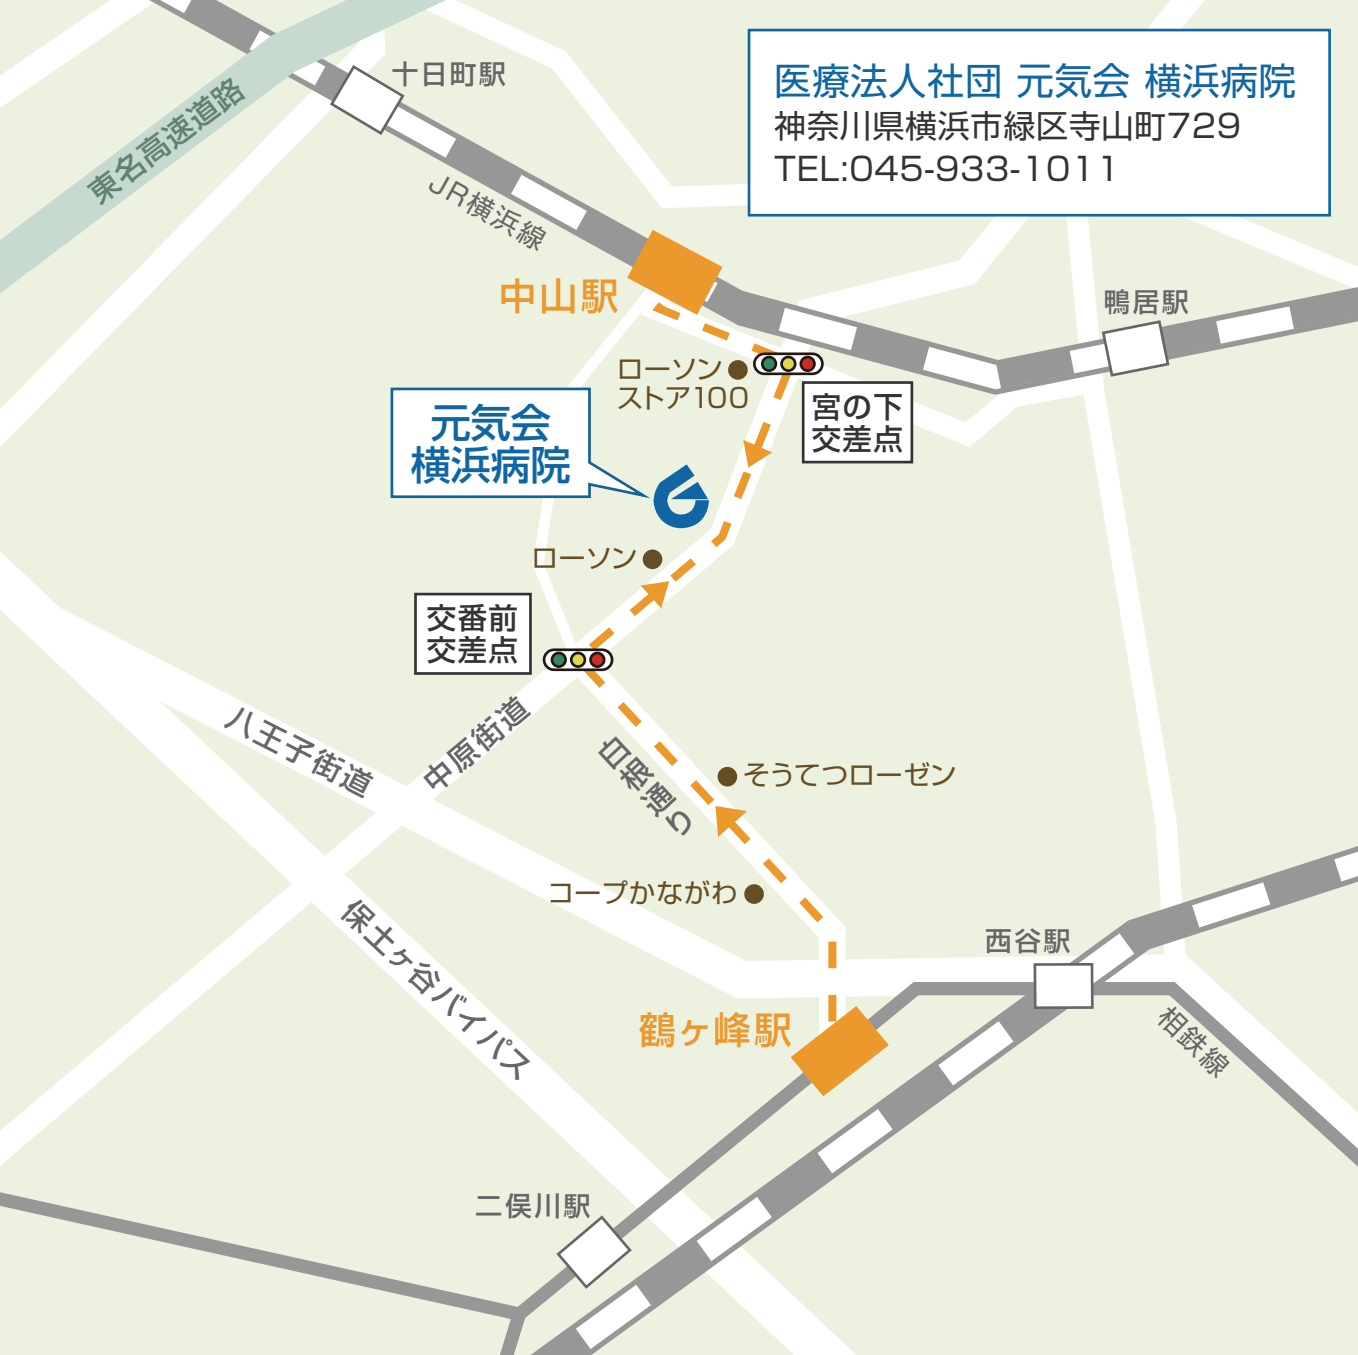 医療法人社団 元気会 横浜病院
神奈川県横浜市緑区寺山町729
TEL:045-933-1011
十日町駅
東名高速道路
JR横浜線
中山駅
鴨居駅
ローソン
ストア100
宮の下
交差点
元気会
横浜病院
ローソン
交番前
交差点
八王子街道
中原街道
白根通り
そうてつローゼン
コープかながわ
保土ヶ谷バイパス
西谷駅
鶴ヶ峰駅
相鉄線
二俣川駅